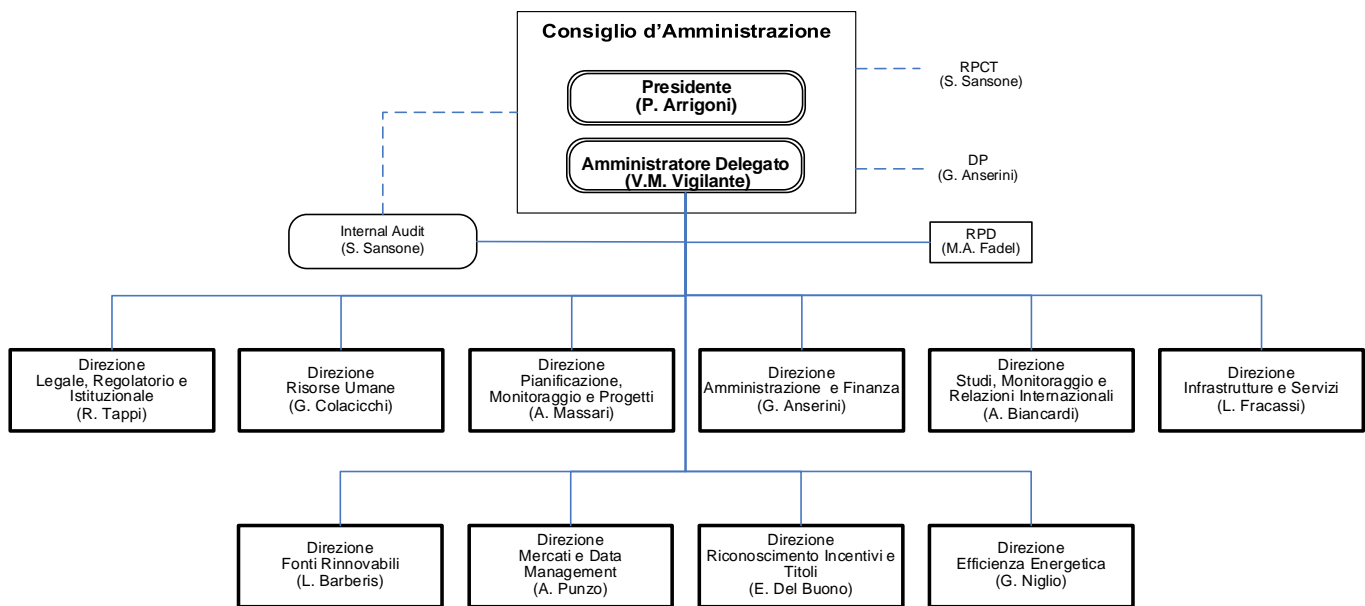 Consiglio d'Amministrazione
Presidente
(P. Arrigoni)
Amministratore Delegato
(V.M. Vigilante)
RPCT
(S. Sansone)
DP
(G. Anserini)
Internal Audit
(S. Sansone)
RPD
(M.A. Fadel)
Direzione
Legale, Regolatorio e
Istituzionale
(R. Tappi)
Direzione
Risorse Umane
(G. Colacicchi)
Direzione
Pianificazione,
Monitoraggio e Progetti
(A. Massari)
Direzione
Amministrazione e Finanza
(G. Anserini)
Direzione
Studi, Monitoraggio e
Relazioni Internazionali
(A. Biancardi)
Direzione
Infrastrutture e Servizi
(L. Fracassi)
Direzione
Fonti Rinnovabili
(L. Barberis)
Direzione
Mercati e Data
Management
(A. Punzo)
Direzione
Riconoscimento Incentivi e
Titoli
(E. Del Buono)
Direzione
Efficienza Energetica
(G. Niglio)